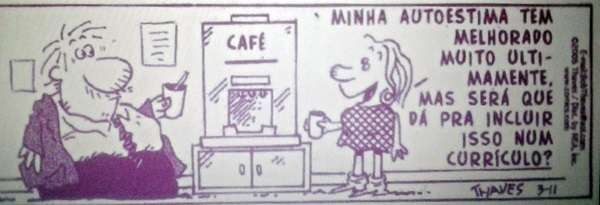 CAFÉ
MINHA AUTOESTIMA TEM
MELHORADO
MUITO ULTI-
MAMENTE,
MAS SERÁ QUE
DÁ PRA INCLUIR
ISSO NUM
CURRÍCULO?
THAVES 3-11